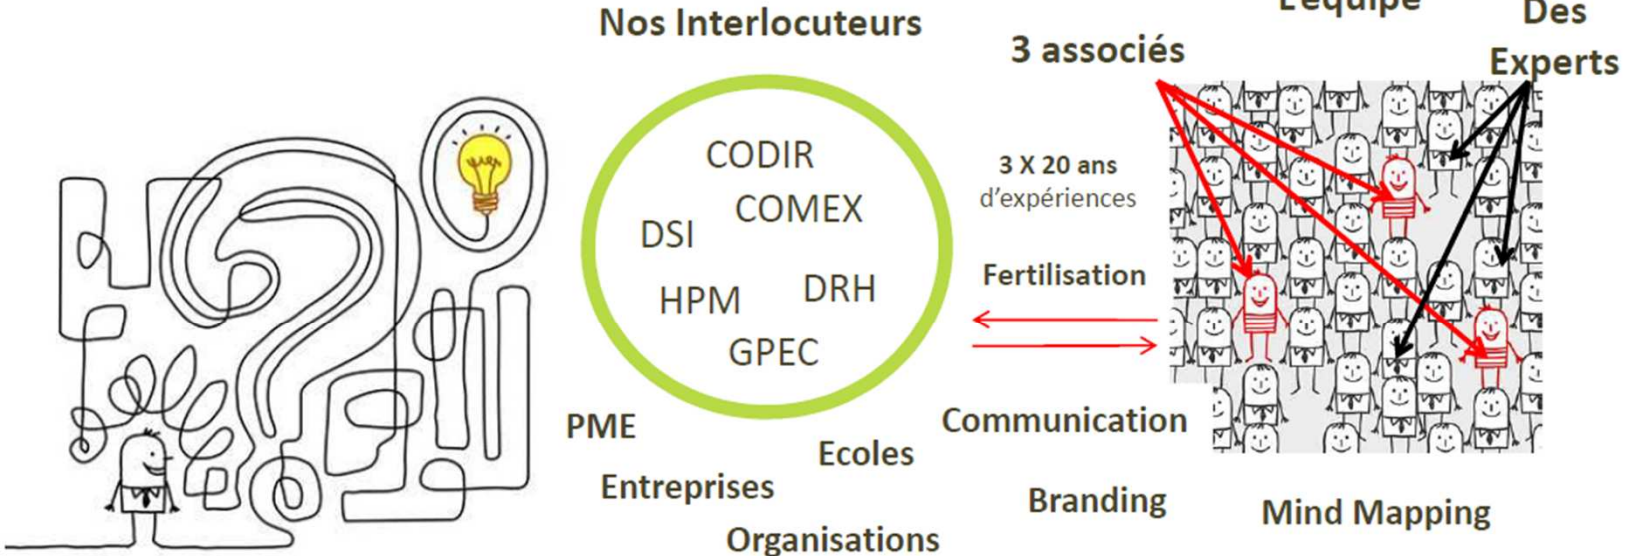 Nos Interlocuteurs
CODIR
COMEX
DSI
HPM
DRH
GPEC
PME
Ecoles
Entreprises
Organisations
L'équipe
3 associés
Des
Experts
3 X 20 ans
d'expériences
Fertilisation
Communication
Branding
Mind Mapping